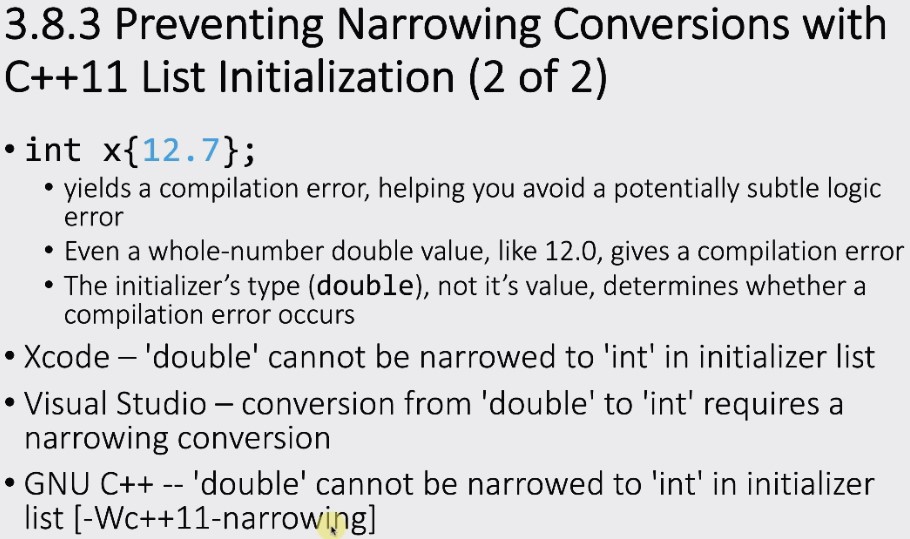 3.8.3 Preventing Narrowing Conversions with
C++11 List Initialization (2 of 2)
• int x{12.7};
• yields a compilation error, helping you avoid a potentially subtle logic
error
• Even a whole-number double value, like 12.0, gives a compilation error
• The initializer’s type (double), not it’s value, determines whether a
compilation error occurs
• Xcode – 'double' cannot be narrowed to 'int' in initializer list
• Visual Studio – conversion from 'double' to 'int' requires a
narrowing conversion
• GNU C++ -- 'double' cannot be narrowed to 'int' in initializer
list [-Wc++11-narrowing]